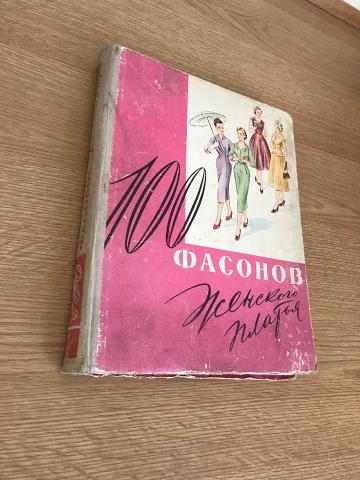 100
ФАСОНОВ
женского
платья